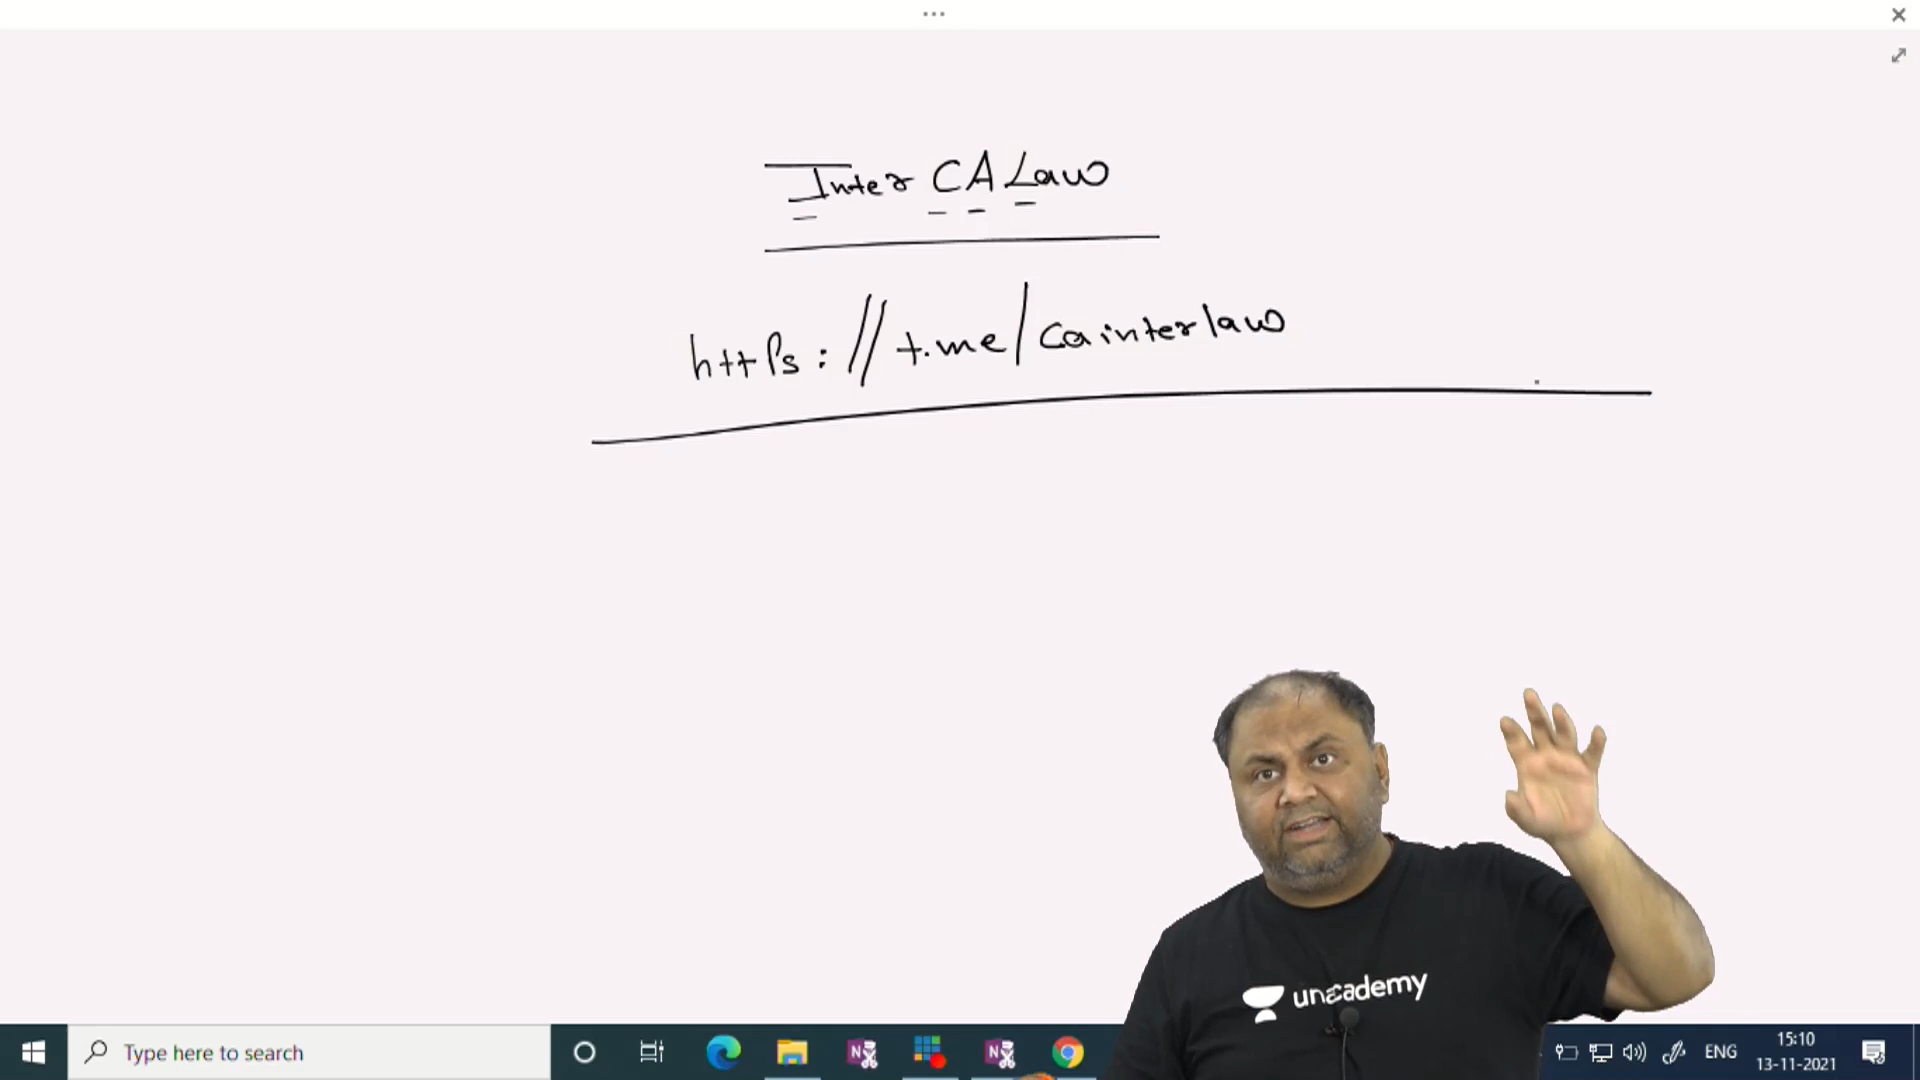 Inter CA Law
https://t.me/cainterlaw
unacademy
Type here to search
ENG
15:10
13-11-2021